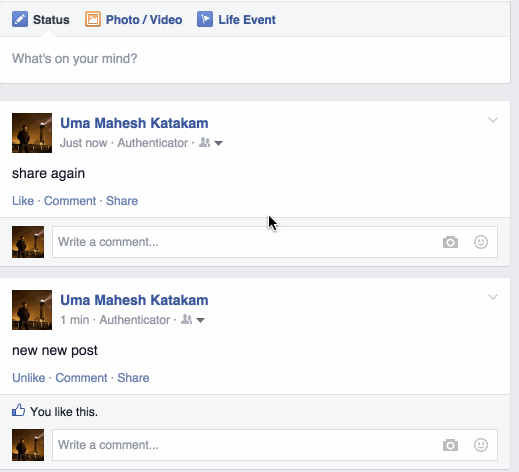 Status Photo / Video Life Event
What's on your mind?
Uma Mahesh Katakam
Just now · Authenticator ·
share again
Like · Comment · Share
Write a comment...
Uma Mahesh Katakam
1 min · Authenticator ·
new new post
Unlike · Comment · Share
You like this.
Write a comment...